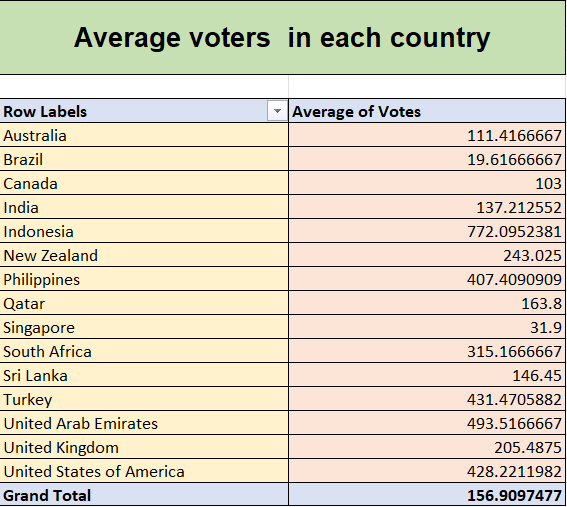 Average voters  in each country
Row Labels Average of Votes
Australia 111.4166667
Brazil 19.61666667
Canada 103
India 137.212552
Indonesia 772.0952381
New Zealand 243.025
Philippines 407.4090909
Qatar 163.8
Singapore 31.9
South Africa 315.1666667
Sri Lanka 146.45
Turkey 431.4705882
United Arab Emirates 493.5166667
United Kingdom 205.4875
United States of America 428.2211982
Grand Total 156.9097477